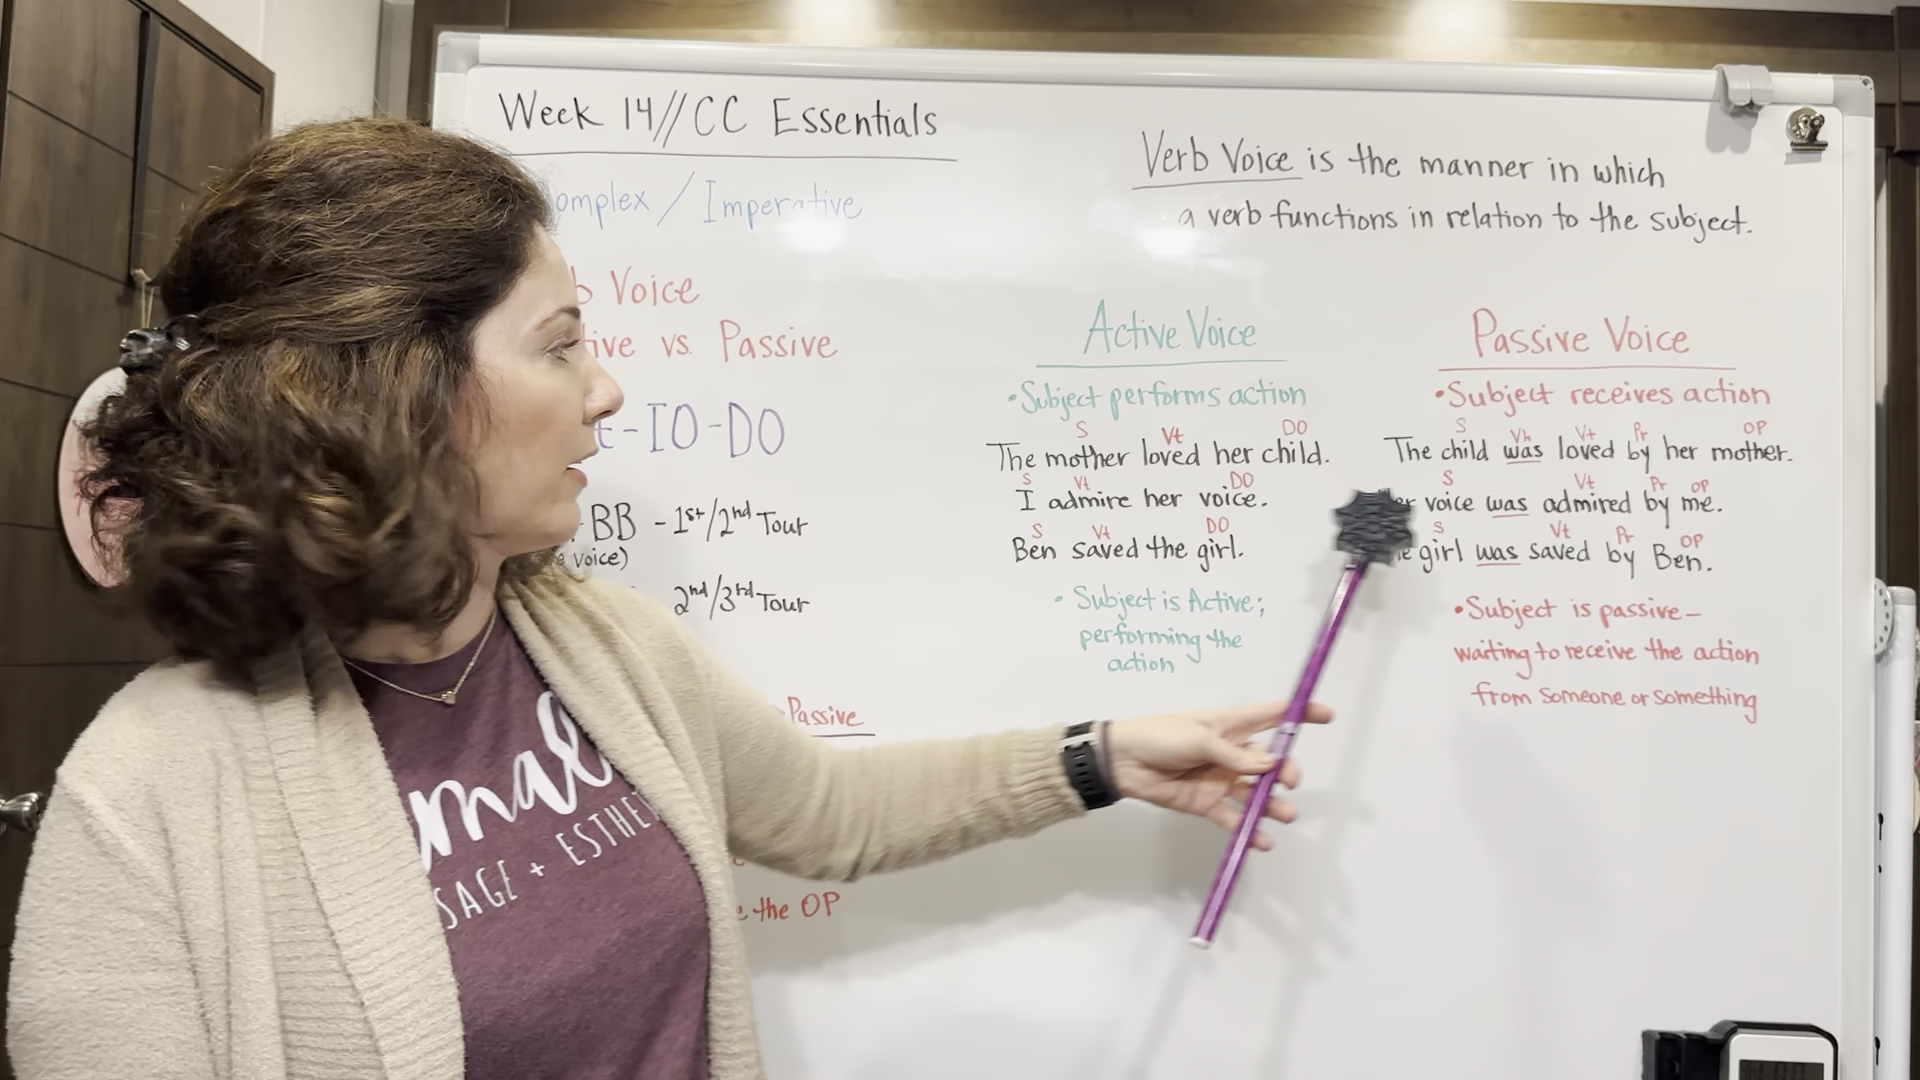 Week 14//CC Essentials
omplex / Imperative
b Voice
ive vs. Passive
t-IO-DO
BB - 1st/2nd Tour
voice)
2nd/3rd Tour
Passive
the OP
Verb Voice is the manner in which
a verb functions in relation to the subject.
Active Voice
•Subject performs action
S Vt DO
The mother loved her child.
S Vt DO
I admire her voice.
S Vt DO
Ben saved the girl.
• Subject is Active;
performing the
action
Passive Voice
•Subject receives action
S Vh Vt Pr OP
The child was loved by her mother.
S Vt Pr OP
voice was admired by me.
S Vt Pr OP
girl was saved by Ben.
•Subject is passive—
waiting to receive the action
from someone or something
mal
SAGE + ESTHE